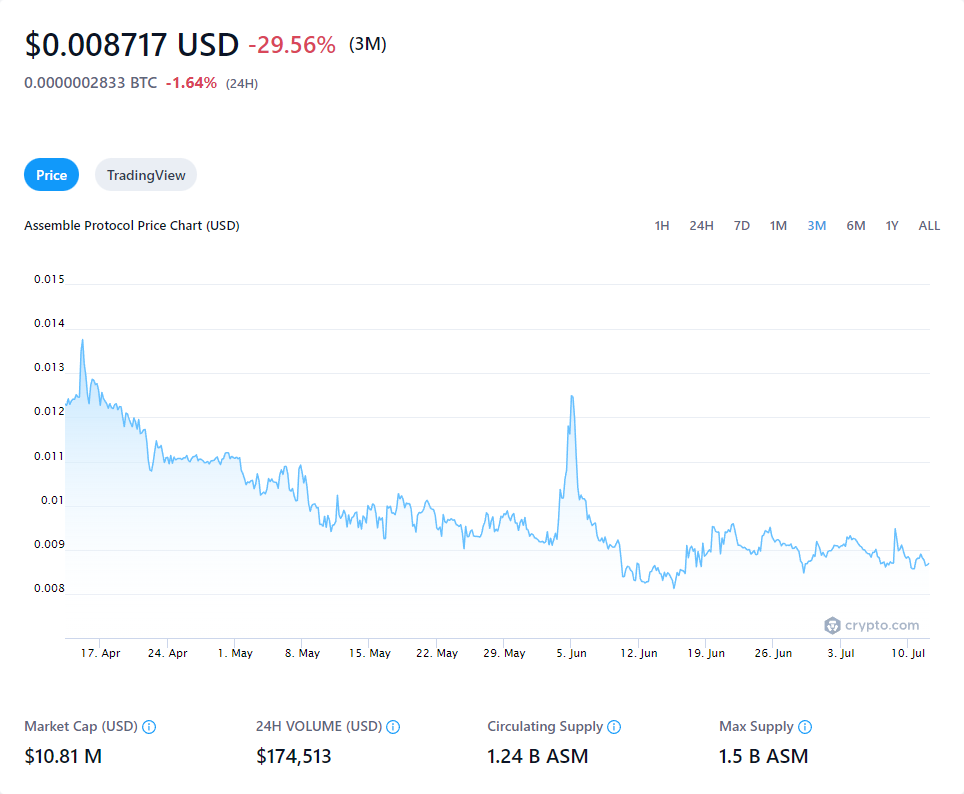 $0.008717 USD -29.56% (3M)
0.0000002833 BTC -1.64% (24H)
Price TradingView
Assemble Protocol Price Chart (USD) 1H 24H 7D 1M 3M 6M 1Y ALL
0.015
0.014
0.013
0.012
0.011
0.01
0.009
0.008
crypto.com
17. Apr 24. Apr 1. May 8. May 15. May 22. May 29. May 5. Jun 12. Jun 19. Jun 26. Jun 3. Jul 10. Jul
Market Cap (USD) 24H VOLUME (USD) Circulating Supply Max Supply
$10.81 M $174,513 1.24 B ASM 1.5 B ASM